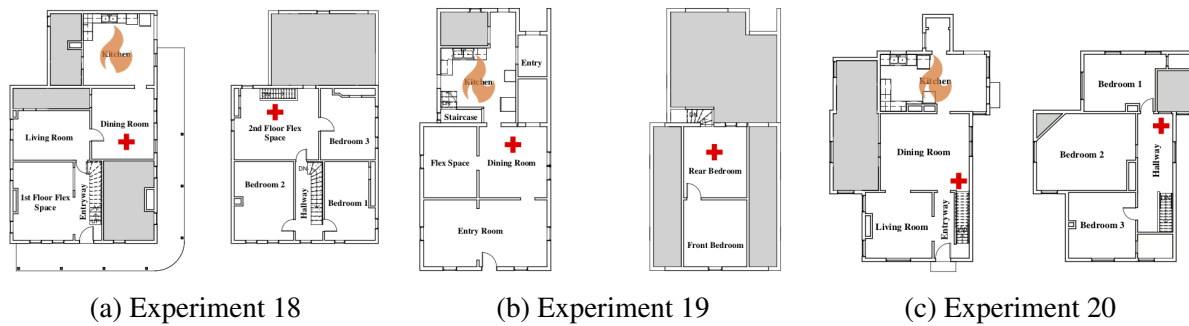 Kitchen
Living Room
Dining Room
1st Floor Flex
Space
Entryway
2nd Floor Flex
Space
Bedroom 3
DN
Bedroom 2
Hallway
Bedroom 1
(a) Experiment 18
Entry
Kitchen
DN
Staircase
Flex Space
Dining Room
Entry Room
DN
Rear Bedroom
Front Bedroom
(b) Experiment 19
Kitchen
Dining Room
Living Room
Entryway
Bedroom 1
Bedroom 2
Hallway
Bedroom 3
(c) Experiment 20